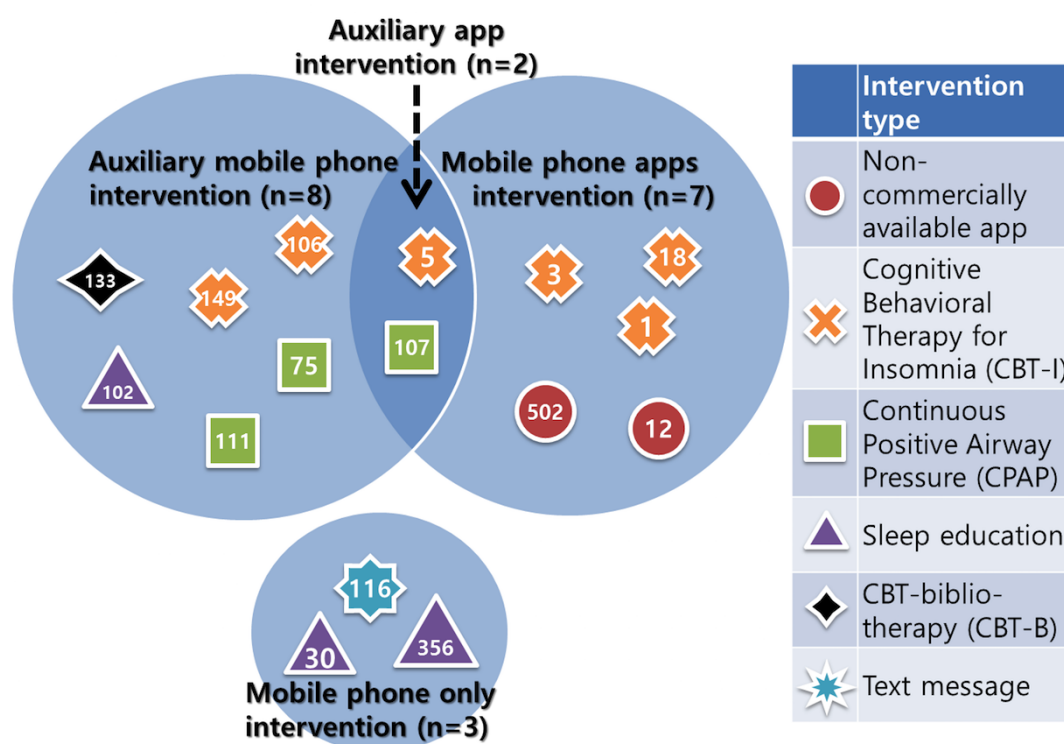 Auxiliary app
intervention (n=2)
Auxiliary mobile phone
intervention (n=8)
Mobile phone apps
intervention (n=7)
133
149
106
102
75
111
5
107
3
18
1
502
12
116
30
356
Mobile phone only
intervention (n=3)
Intervention
type
Non-
commercially
available app
Cognitive
Behavioral
Therapy for
Insomnia (CBT-I)
Continuous
Positive Airway
Pressure (CPAP)
Sleep education
CBT-biblio-
therapy (CBT-B)
Text message